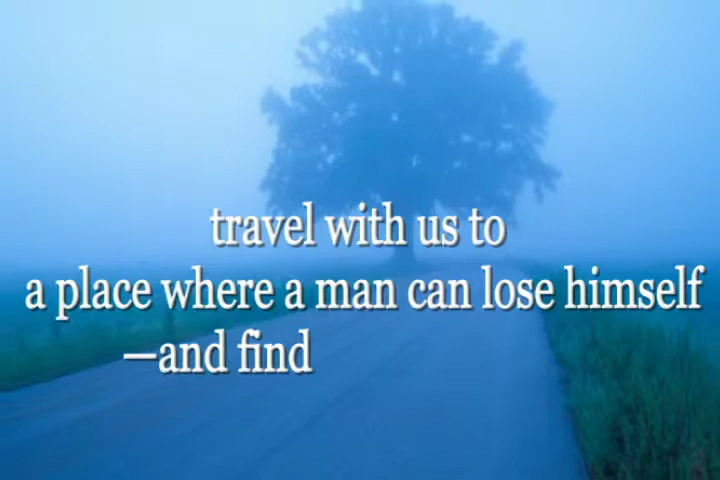 travel with us to
a place where a man can lose himself
—and find